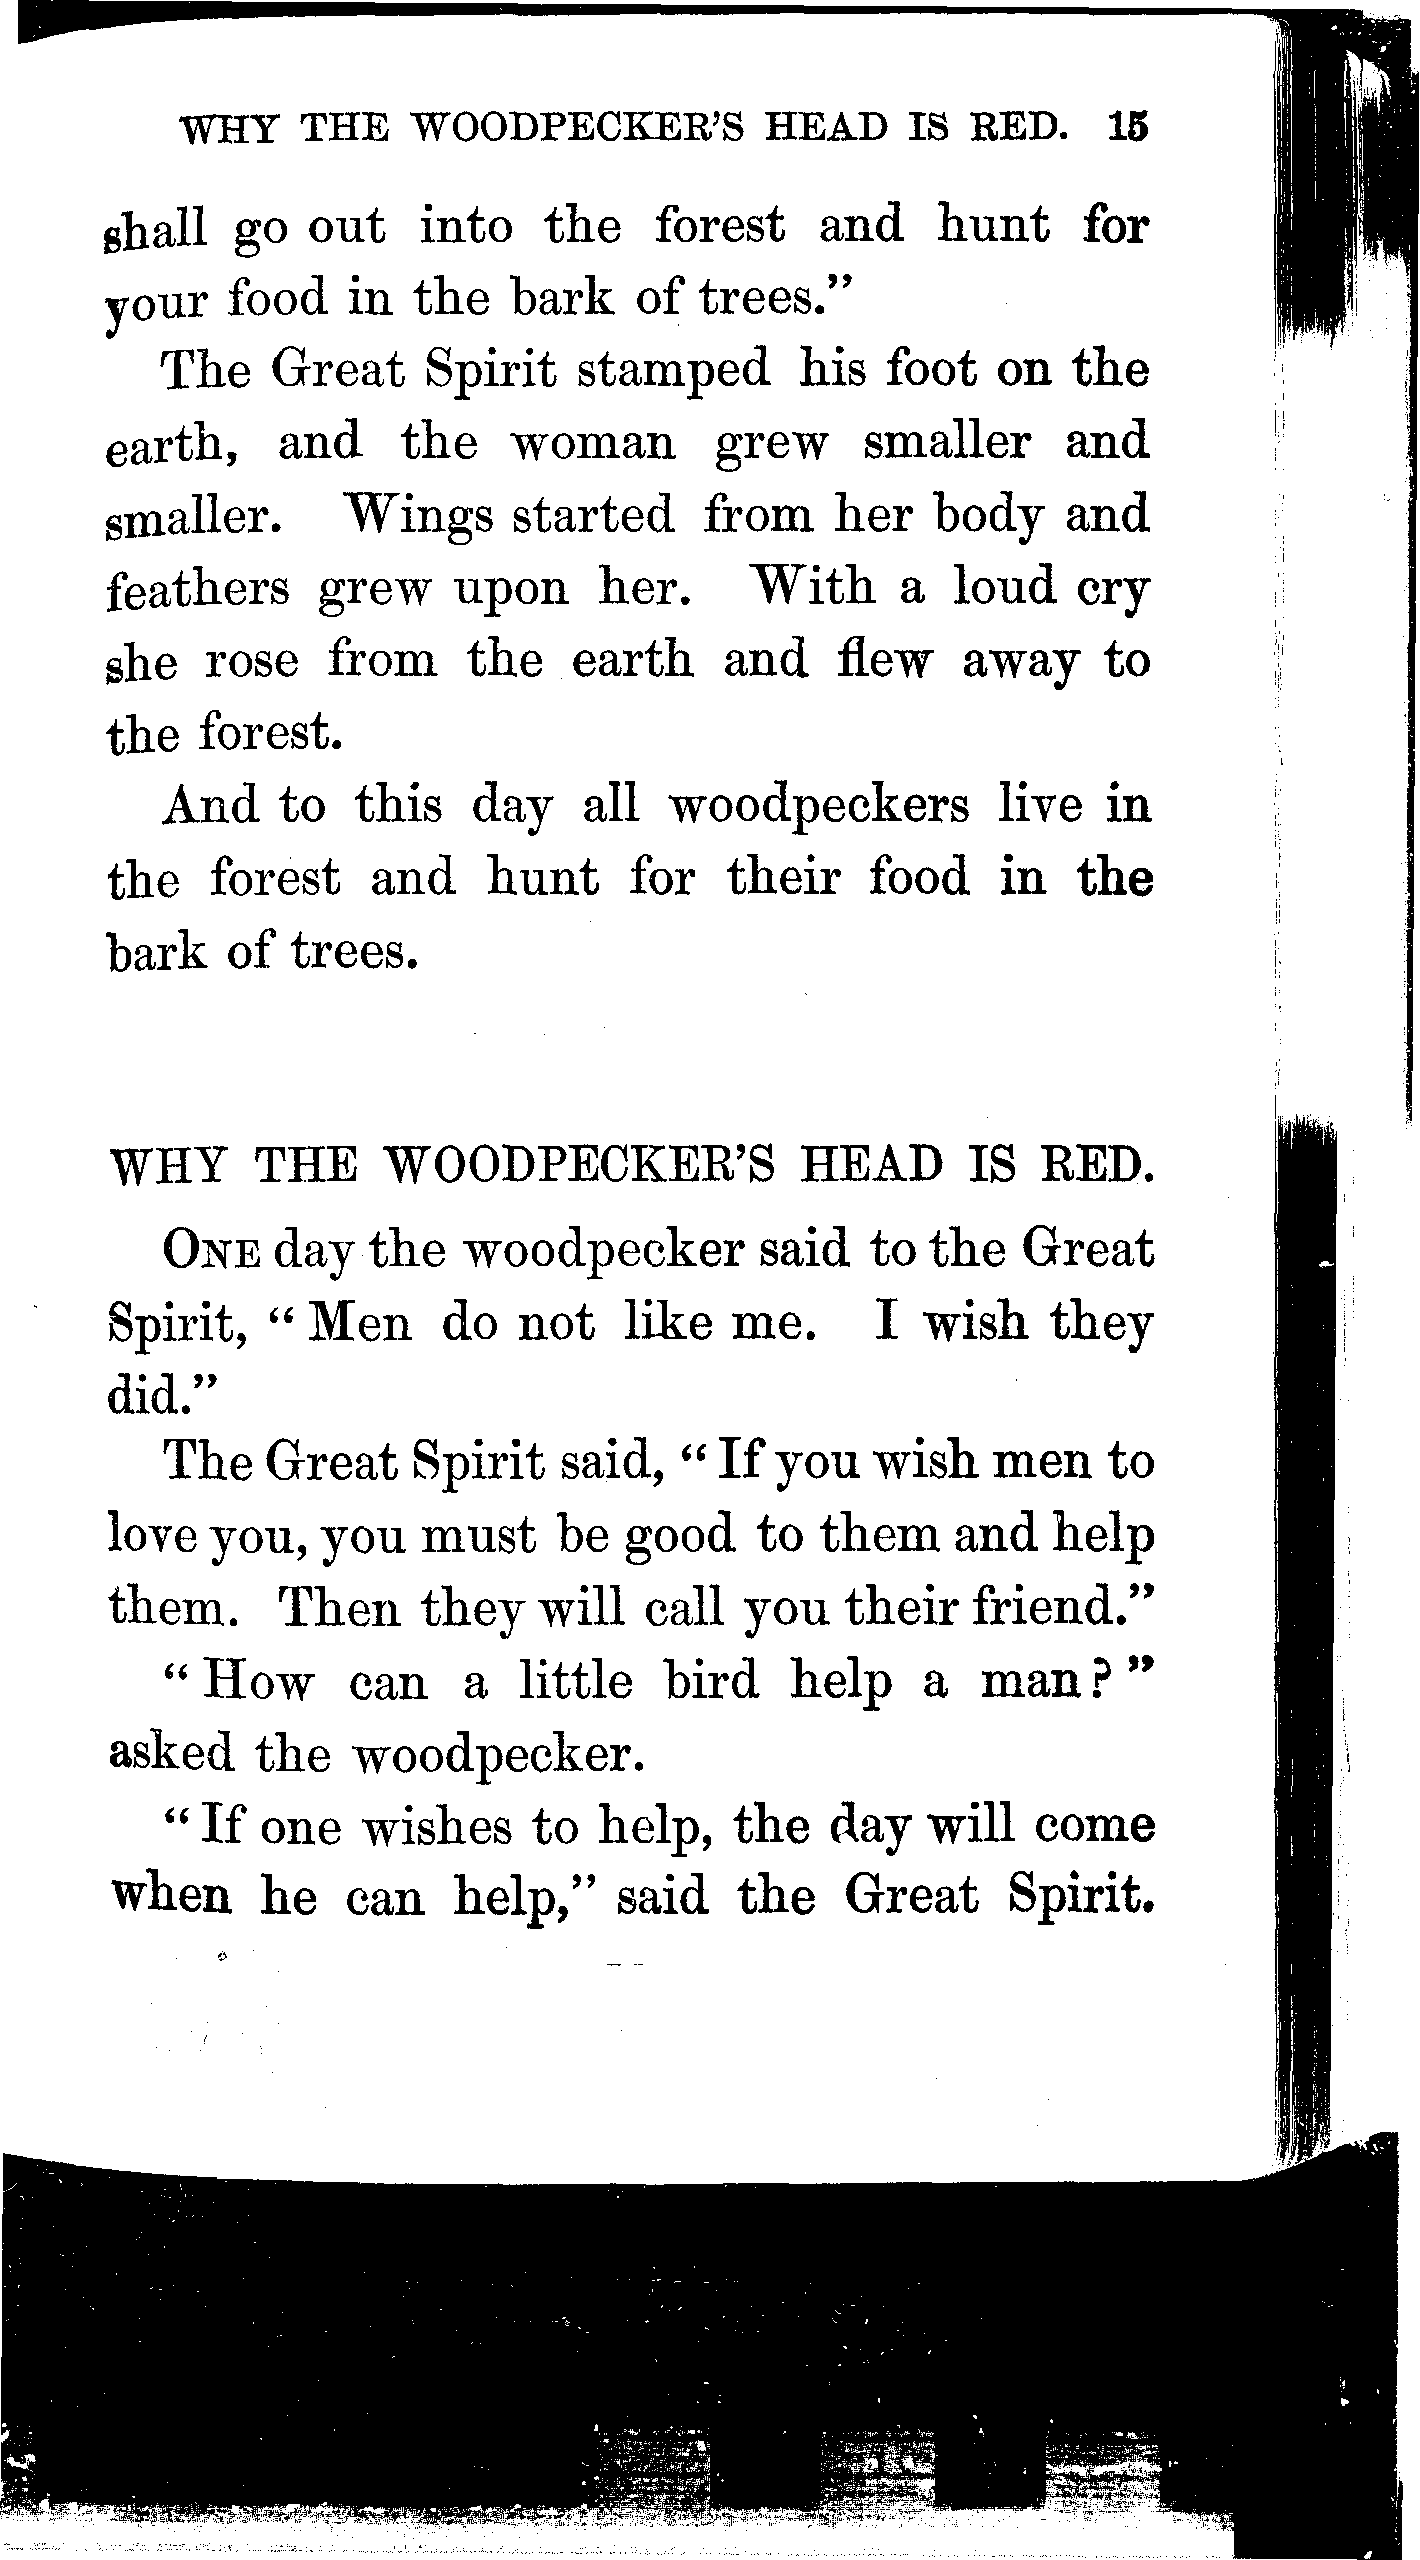 WHY THE WOODPECKER'S HEAD IS RED. 15
shall go out into the forest and hunt for
your food in the bark of trees."
The Great Spirit stamped his foot on the
earth, and the woman grew smaller and
smaller. Wings started from her body and
feathers grew upon her. With a loud cry
she rose from the earth and flew away to
the forest.
And to this day all woodpeckers live in
the forest and hunt for their food in the
bark of trees.
WHY THE WOODPECKER'S HEAD IS RED.
ONE day the woodpecker said to the Great
Spirit, "Men do not like me. I wish they
did."
The Great Spirit said, "If you wish men to
love you, you must be good to them and help
them. Then they will call you their friend."
"How can a little bird help a man?"
asked the woodpecker.
"If one wishes to help, the day will come
when he can help," said the Great Spirit.